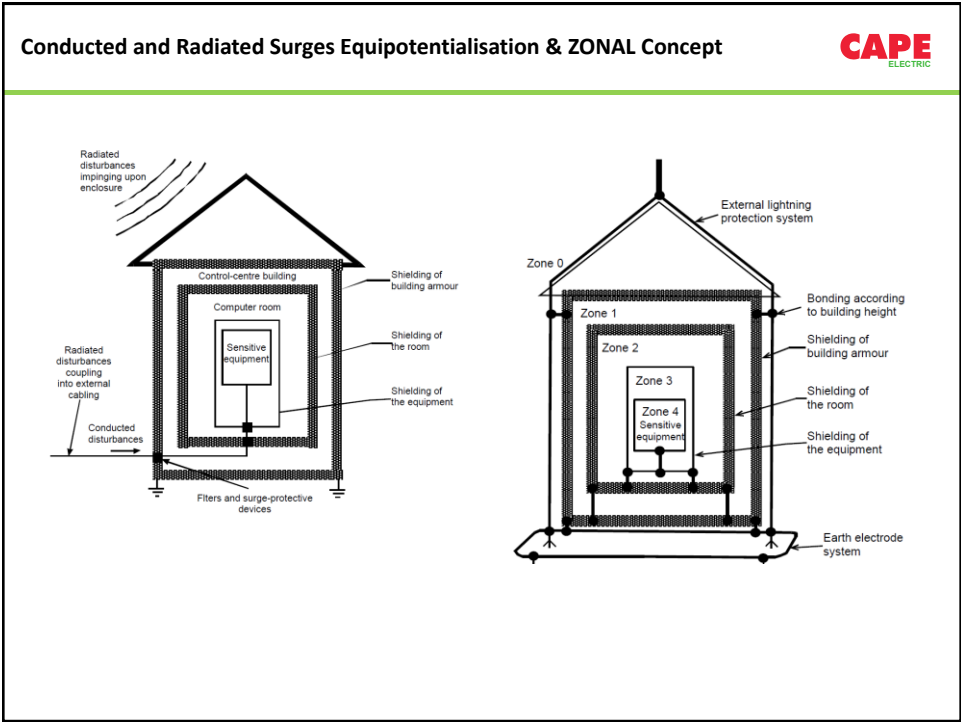 Conducted and Radiated Surges Equipotentialisation & ZONAL Concept
CAPE
ELECTRIC
Radiated
disturbances
impinging upon
enclosure
Control-centre building
Computer room
Sensitive
equipment
Shielding of
building armour
Shielding of
the room
Shielding of
the equipment
Radiated
disturbances
coupling
into external
cabling
Conducted
disturbances
Flters and surge-protective
devices
External lightning
protection system
Zone 0
Zone 1
Zone 2
Zone 3
Zone 4
Sensitive
equipment
Bonding according
to building height
Shielding of
building armour
Shielding of
the room
Shielding of
the equipment
Earth electrode
system